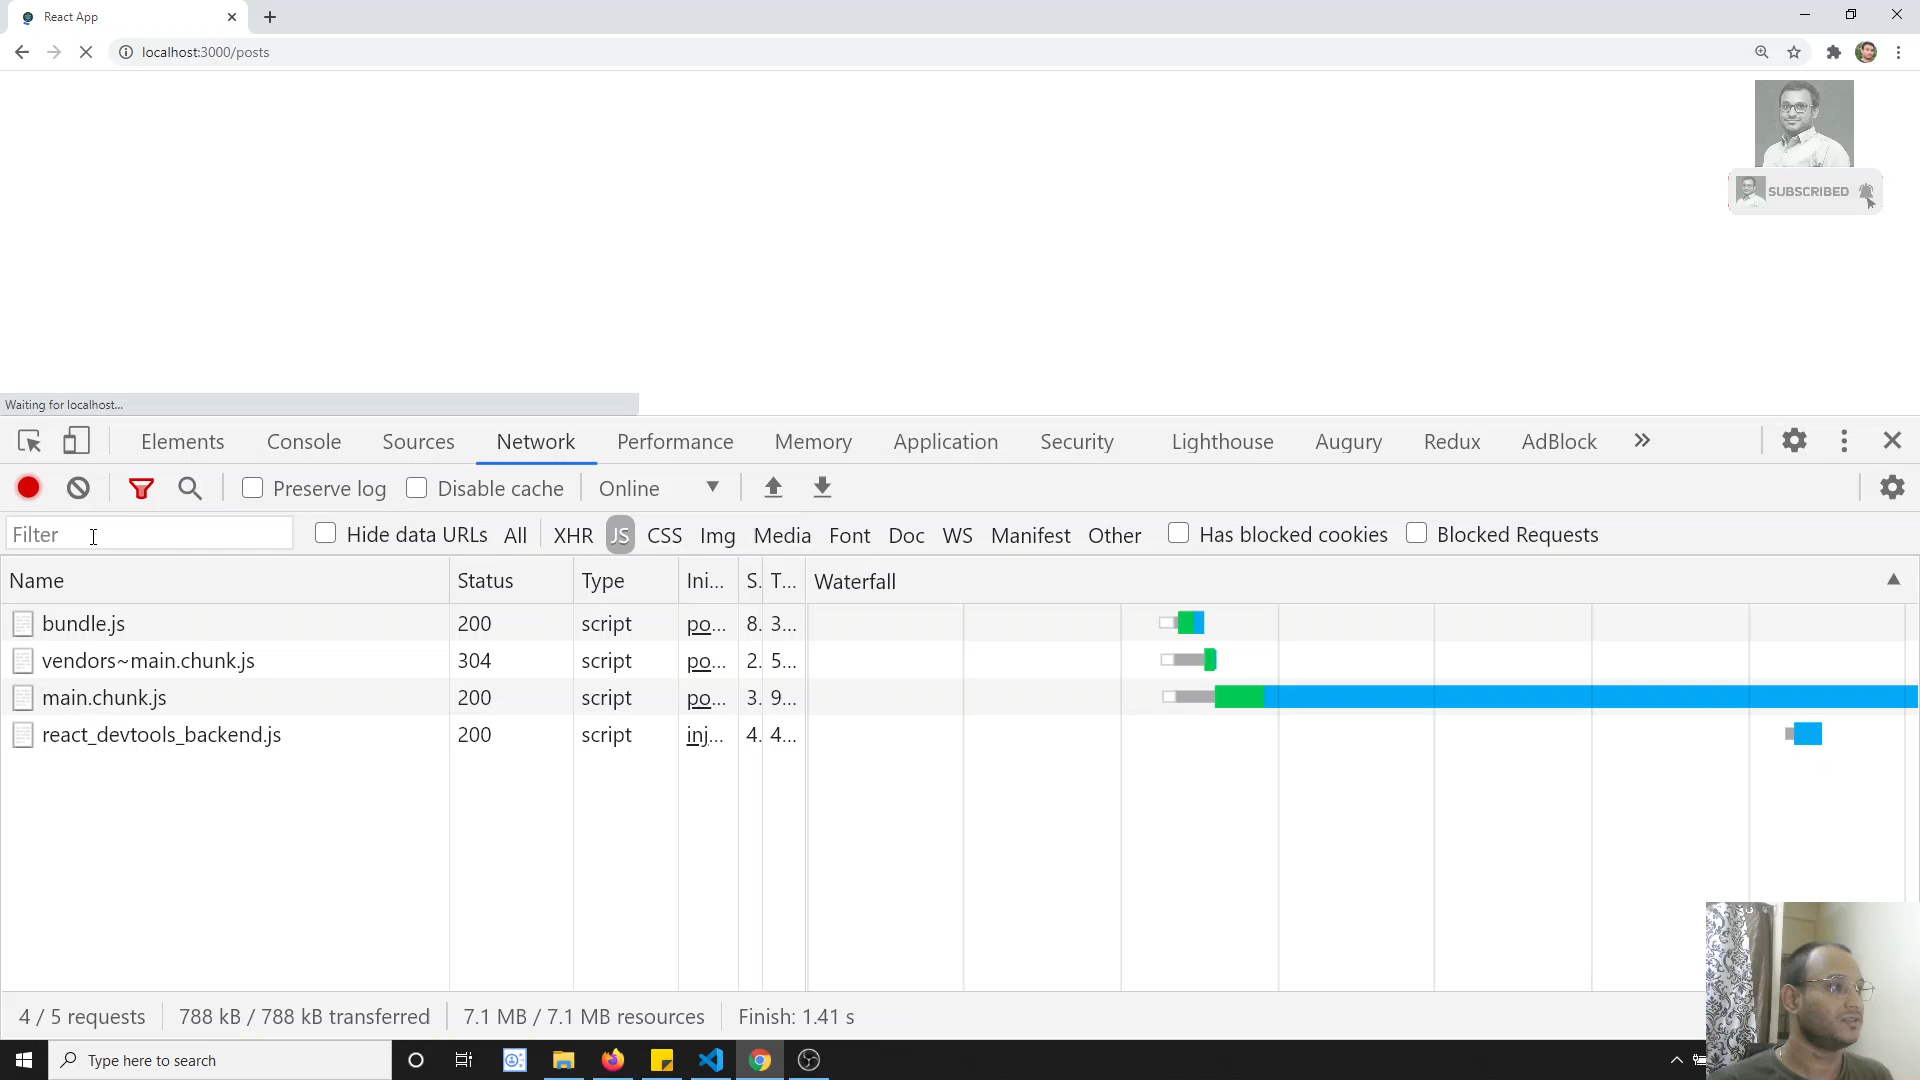 React App
localhost:3000/posts
SUBSCRIBED
Waiting for localhost...
Elements Console Sources Network Performance Memory Application Security Lighthouse Augury Redux AdBlock
Preserve log Disable cache Online
Filter Hide data URLs All XHR JS CSS Img Media Font Doc WS Manifest Other Has blocked cookies Blocked Requests
Name Status Type Ini... S. T... Waterfall
bundle.js 200 script po... 8. 3...
vendors~main.chunk.js 304 script po... 2. 5...
main.chunk.js 200 script po... 3. 9...
react_devtools_backend.js 200 script inj... 4. 4...
4 / 5 requests 788 kB / 788 kB transferred 7.1 MB / 7.1 MB resources Finish: 1.41 s
Type here to search